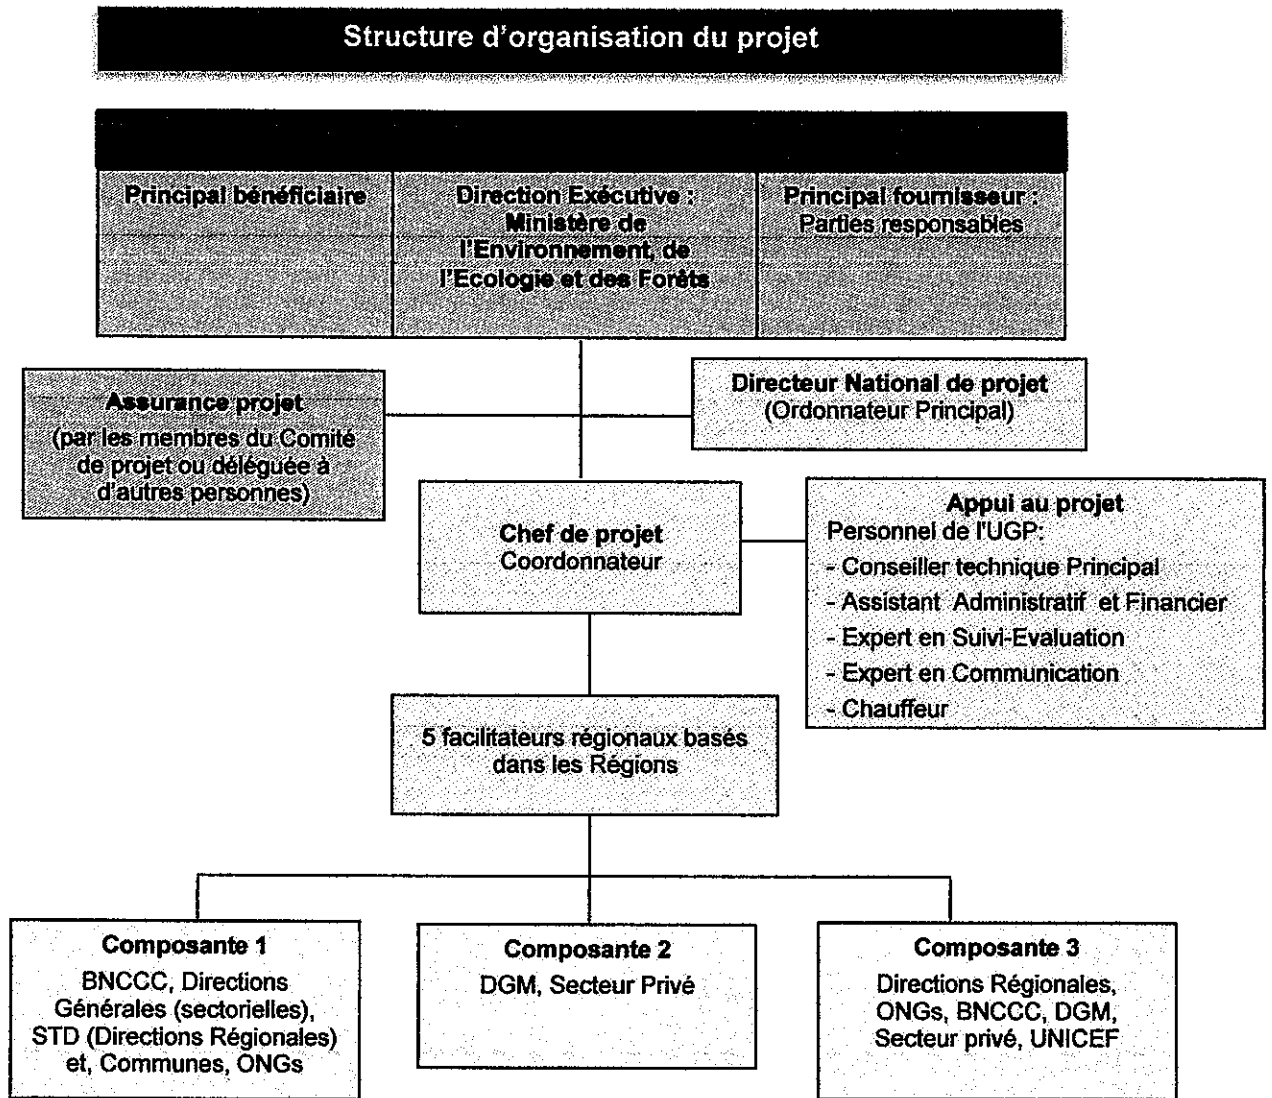 Structure d'organisation du projet
Principal bénéficiaire
Direction Exécutive :
Ministère de
l'Environnement, de
l'Ecologie et des Forêts
Principal fournisseur :
Parties responsables
Assurance projet
(par les membres du Comité
de projet ou déléguée à
d'autres personnes)
Directeur National de projet
(Ordonnateur Principal)
Chef de projet
Coordonnateur
Appui au projet
Personnel de l'UGP:
- Conseiller technique Principal
- Assistant Administratif et Financier
- Expert en Suivi-Evaluation
- Expert en Communication
- Chauffeur
5 facilitateurs régionaux basés
dans les Régions
Composante 1
BNCCC, Directions
Générales (sectorielles),
STD (Directions Régionales)
et, Communes, ONGs
Composante 2
DGM, Secteur Privé
Composante 3
Directions Régionales,
ONGs, BNCCC, DGM,
Secteur privé, UNICEF